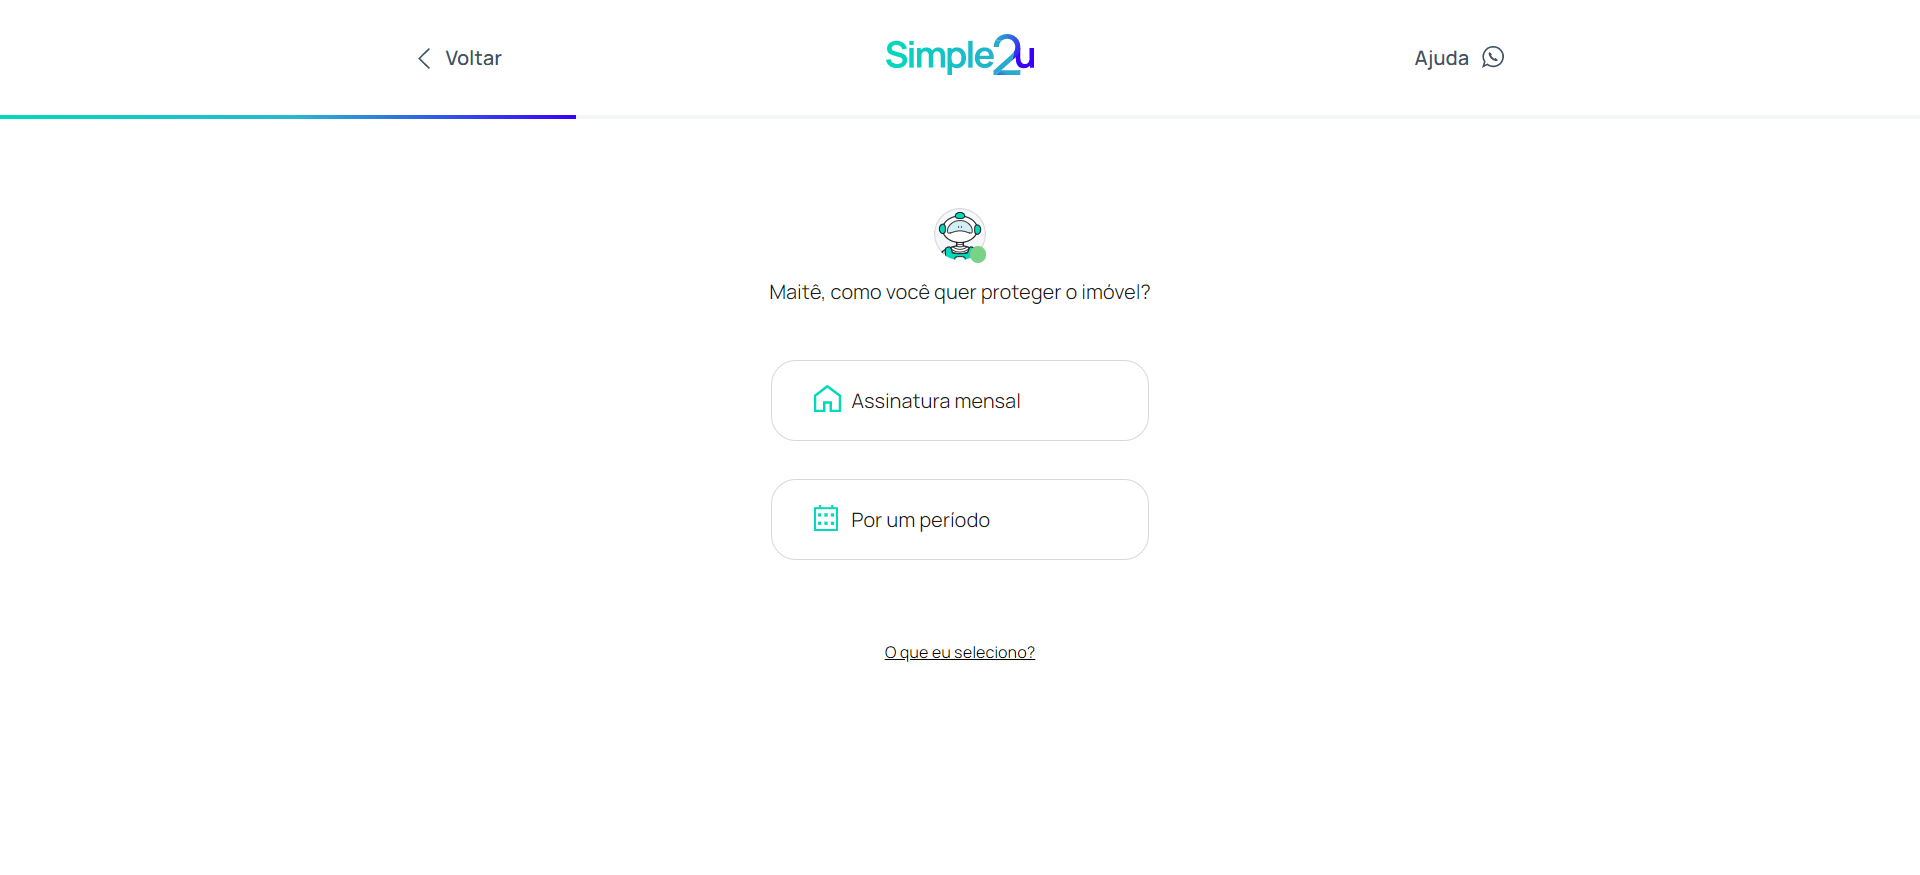 Voltar
Simple2u
Ajuda
Maitê, como você quer proteger o imóvel?
Assinatura mensal
Por um período
O que eu seleciono?